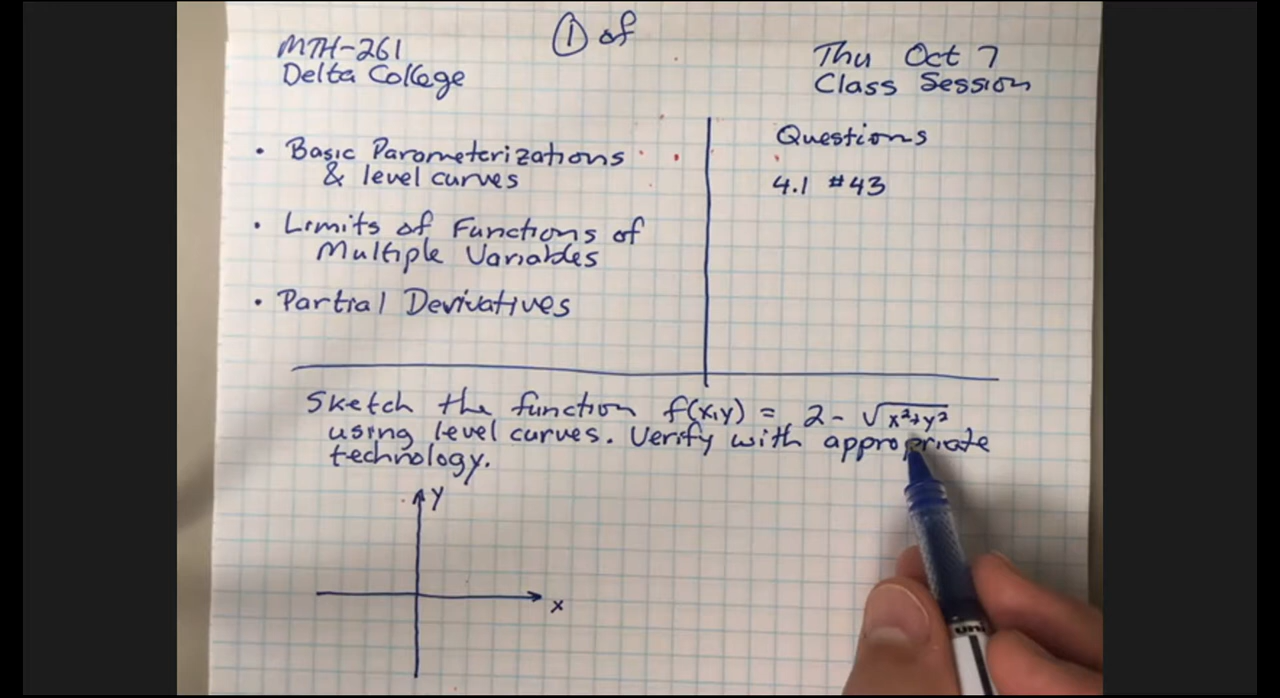 ① of
MTH-261
Delta College
Thu Oct 7
Class Session
• Basic Parameterizations
& level curves
• Limits of Functions of
Multiple Variables
• Partial Derivatives
Questions
4.1 #43
Sketch the function f(x,y) = 2 - √x²+y²
using level curves. Verify with appropriate
technology.
y
x